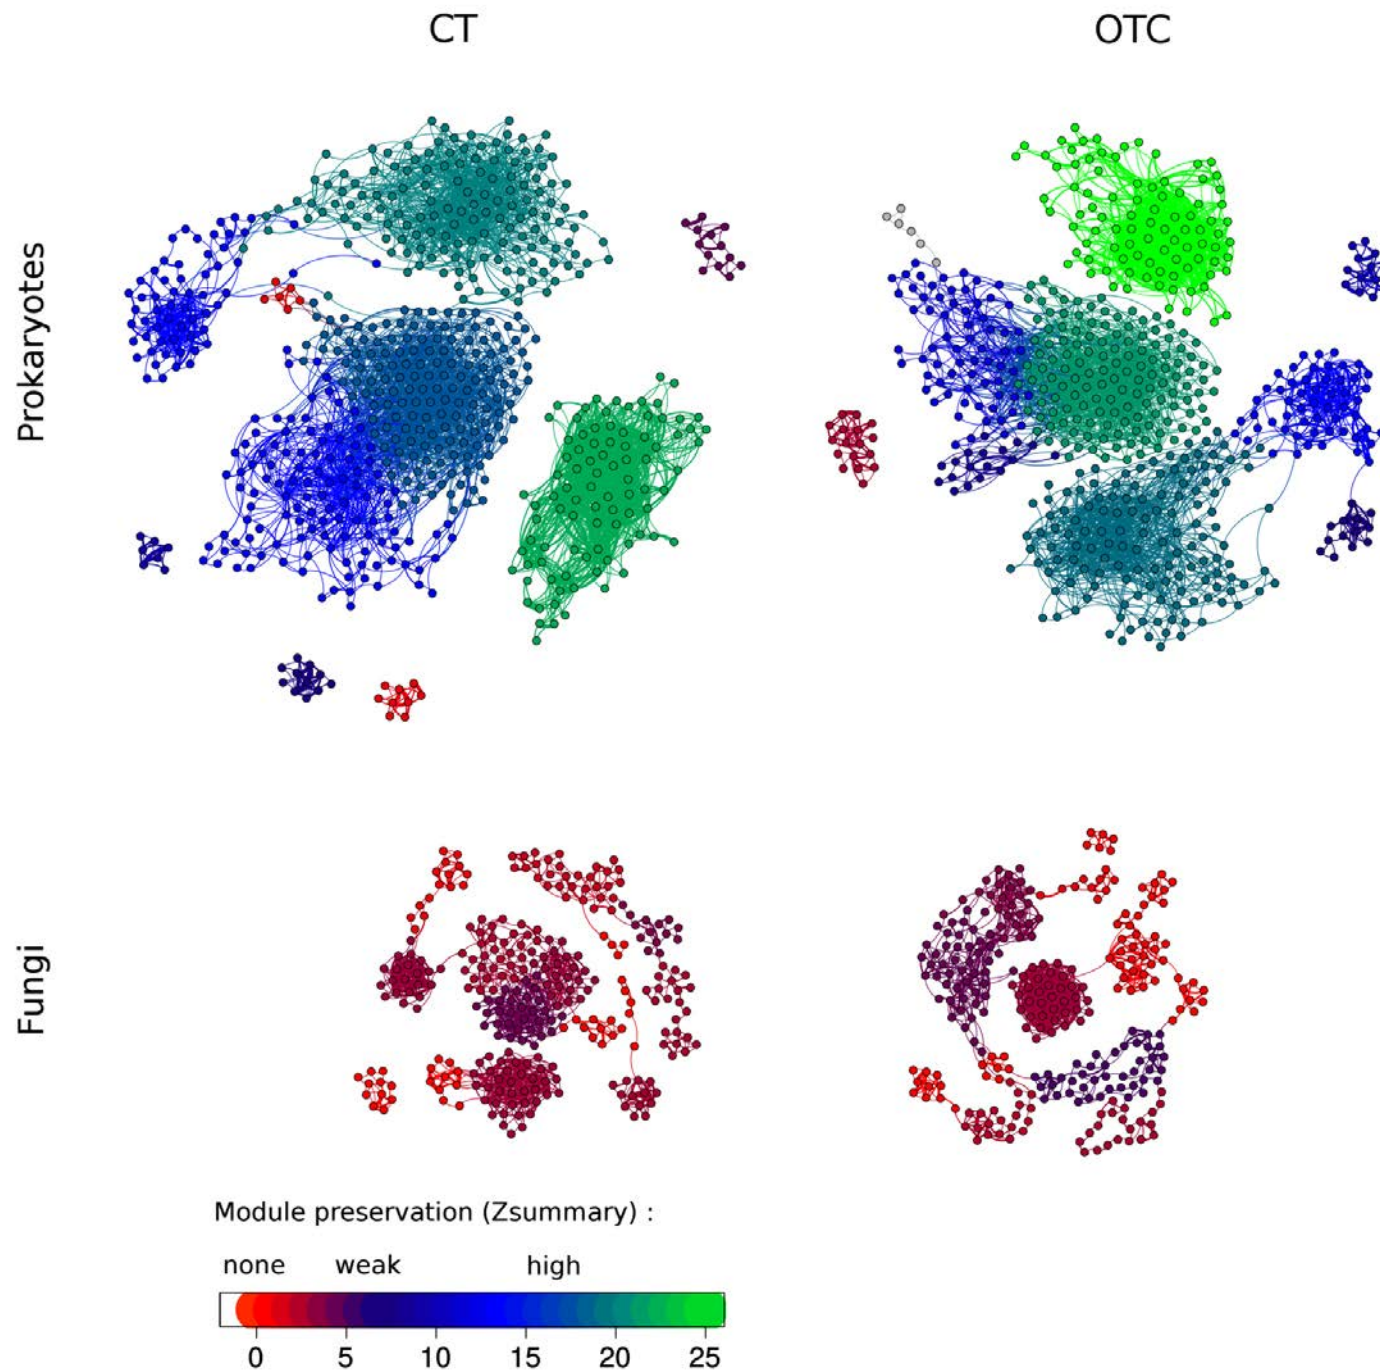 CT
OTC
Prokaryotes
Fungi
Module preservation (Zsummary) :
none weak high
0 5 10 15 20 25